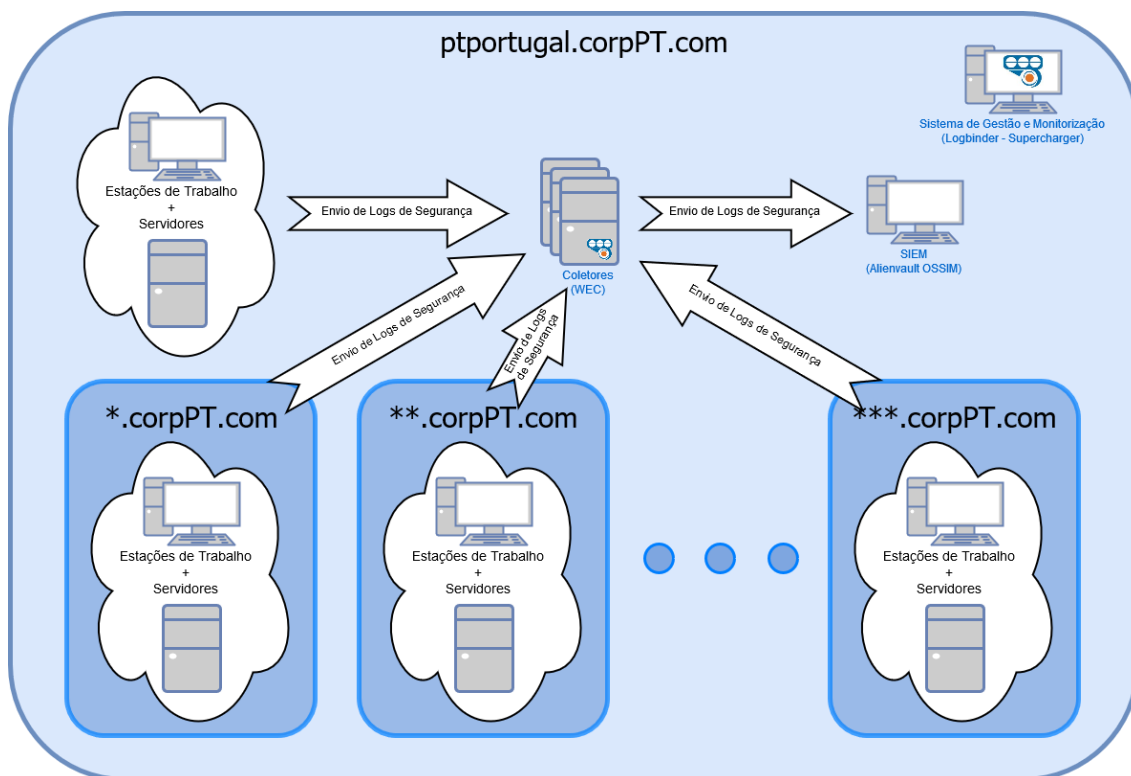 ptportugal.corpPT.com
Sistema de Gestão e Monitorização
(Logbinder - Supercharger)
Estações de Trabalho
+
Servidores
Envio de Logs de Segurança
Coletores
(WEC)
Envio de Logs de Segurança
SIEM
(Alienvault OSSIM)
Envio de Logs de Segurança
Envio de Logs
de Segurança
Envio de Logs de Segurança
*.corpPT.com
Estações de Trabalho
+
Servidores
**.corpPT.com
Estações de Trabalho
+
Servidores
***.corpPT.com
Estações de Trabalho
+
Servidores